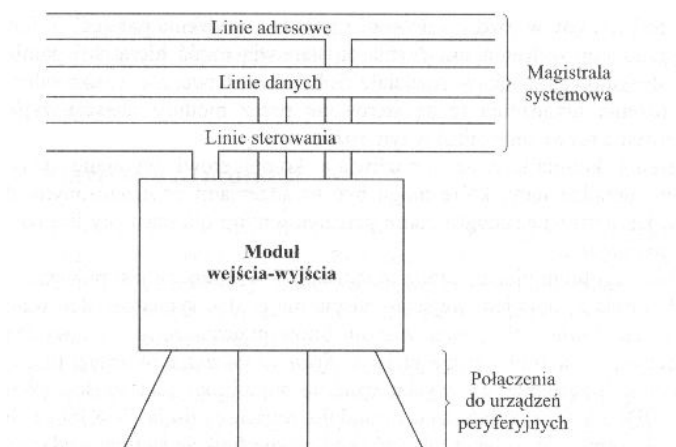 Linie adresowe
Linie danych
Magistrala
systemowa
Linie sterowania
Moduł
wejścia-wyjścia
Połączenia
do urządzeń
peryferyjnych